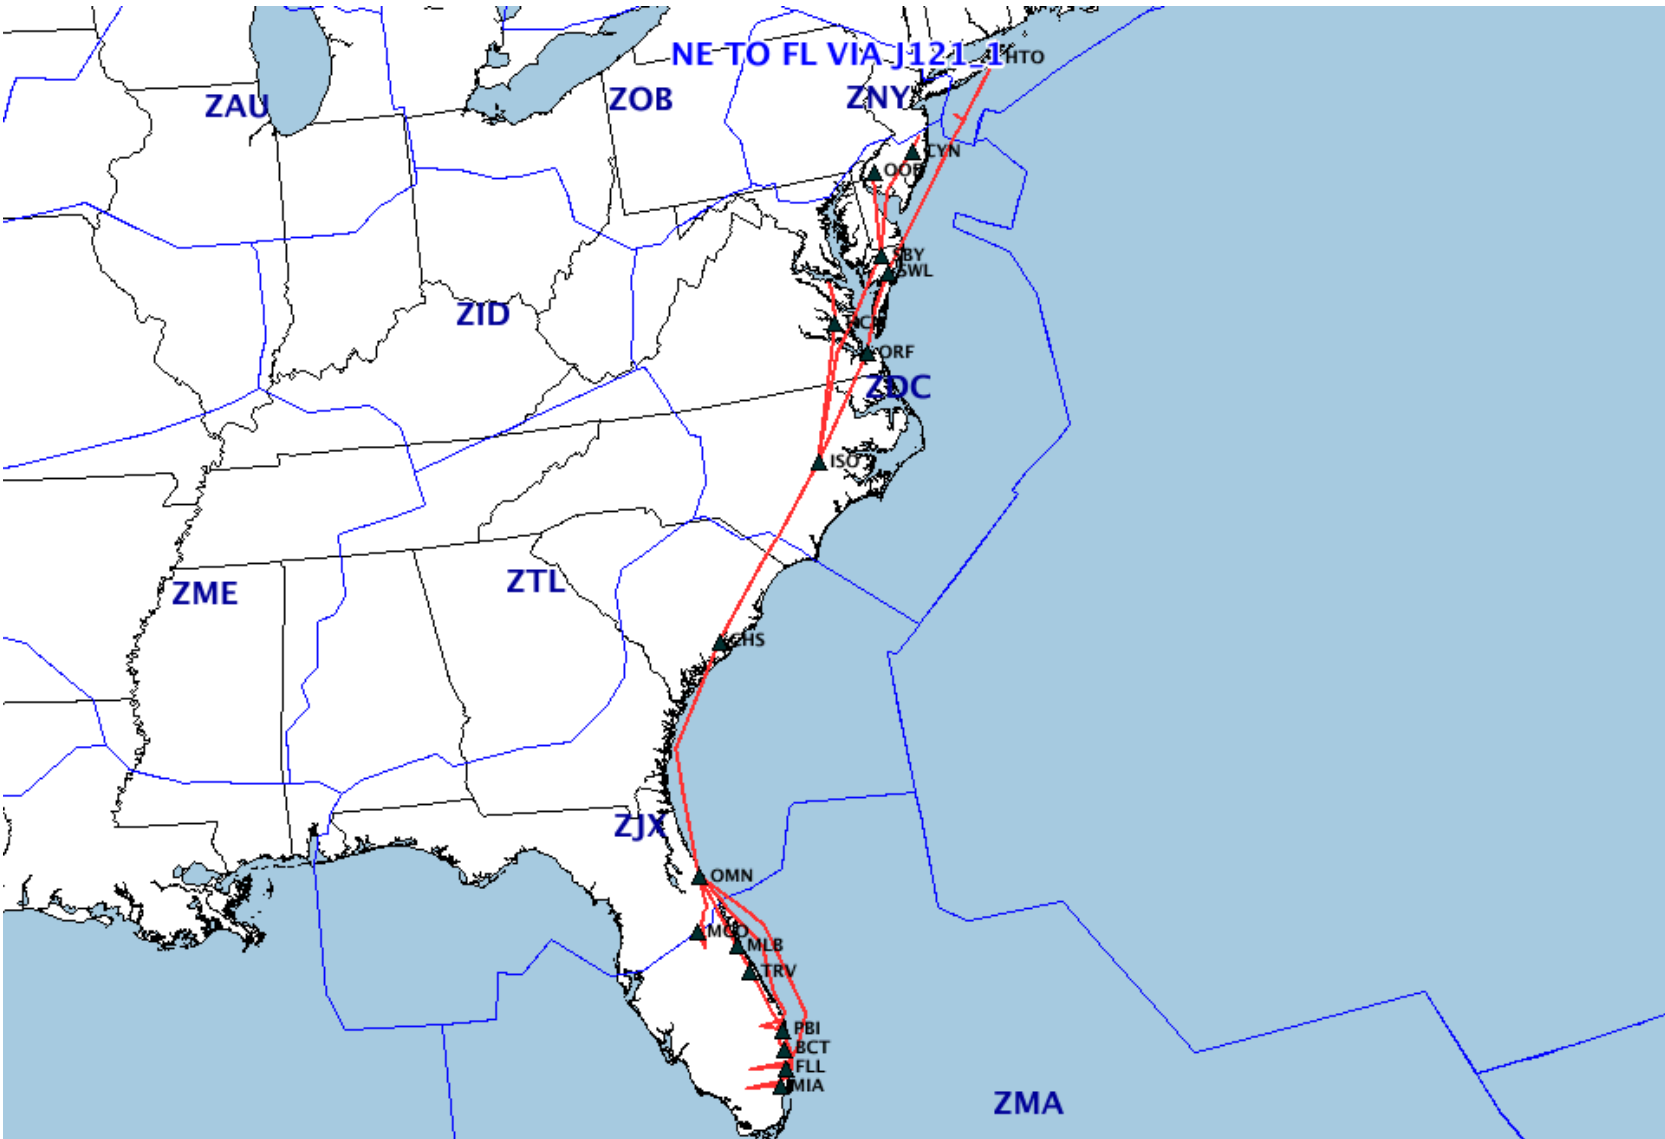 NE TO FL VIA J121_1
HTO
ZAU
ZOB
ZNY
CYN
SBY
SWL
ZID
ORF
ZDC
ISO
ZME
ZTL
CHS
ZJX
OMN
MCO
MLB
TRV
PBI
BCT
FLL
MIA
ZMA